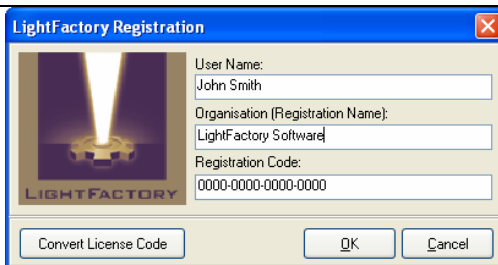 LightFactory Registration
User Name:
John Smith
Organisation (Registration Name):
LightFactory Software
Registration Code:
0000-0000-0000-0000
LIGHTFACTORY
Convert License Code
OK
Cancel